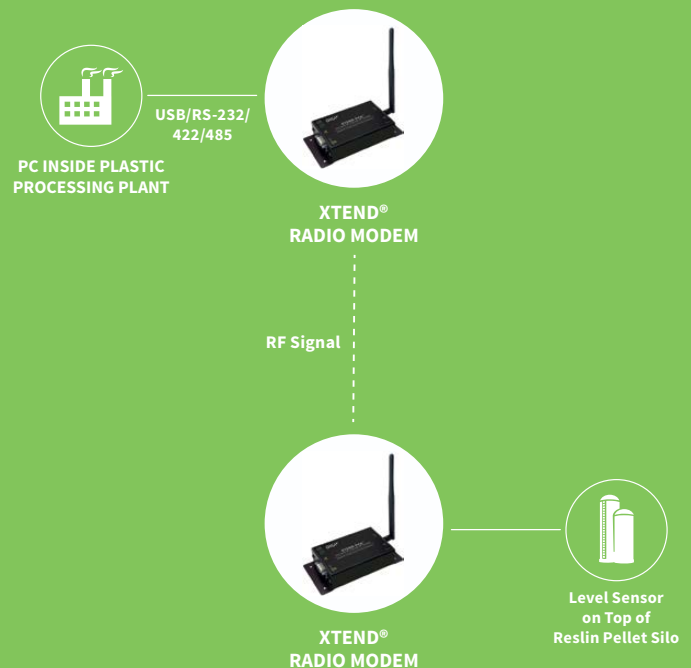 USB/RS-232/
422/485
PC INSIDE PLASTIC
PROCESSING PLANT
XTEND®
RADIO MODEM
RF Signal
XTEND®
RADIO MODEM
Level Sensor
on Top of
Reslin Pellet Silo